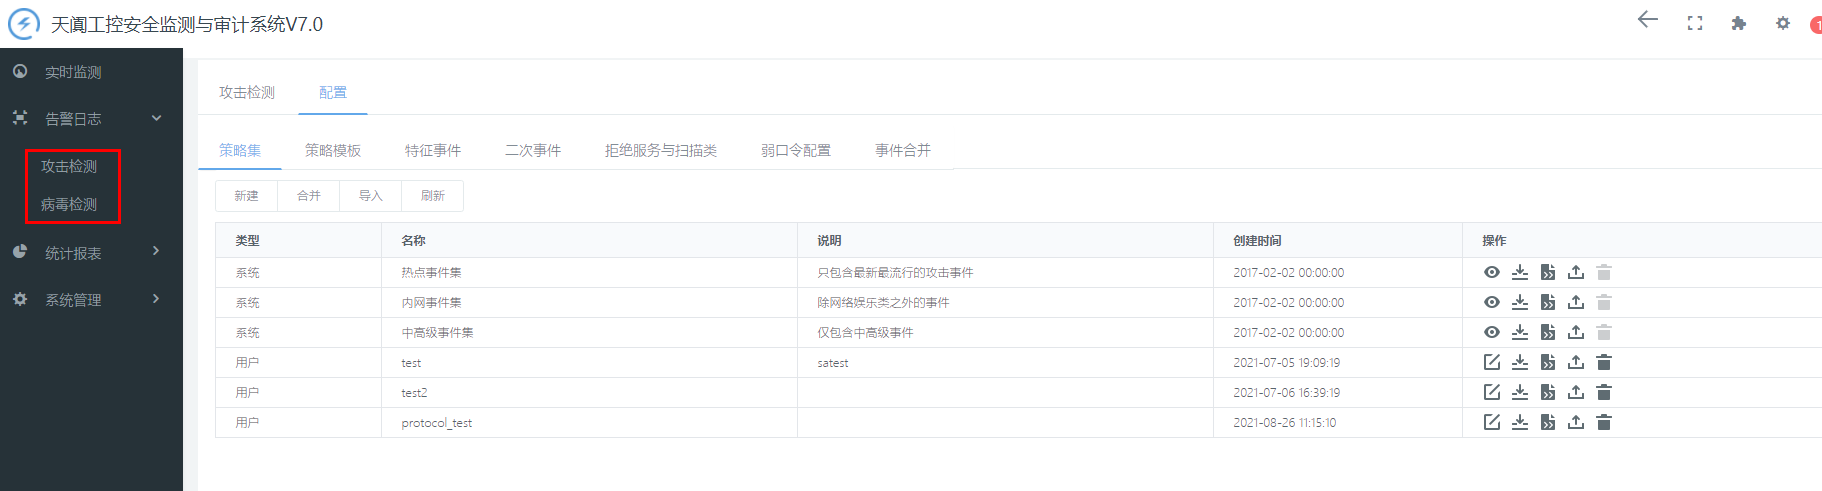 天阗工控安全监测与审计系统V7.0
1
实时监测
告警日志
攻击检测
病毒检测
统计报表
系统管理
攻击检测 配置
策略集 策略模板 特征事件 二次事件 拒绝服务与扫描类 弱口令配置 事件合并
新建 合并 导入 刷新
类型 名称 说明 创建时间 操作
系统 热点事件集 只包含最新最流行的攻击事件 2017-02-02 00:00:00
系统 内网事件集 除网络娱乐类之外的事件 2017-02-02 00:00:00
系统 中高级事件集 仅包含中高级事件 2017-02-02 00:00:00
用户 test satest 2021-07-05 19:09:19
用户 test2 2021-07-06 16:39:19
用户 protocol_test 2021-08-26 11:15:10